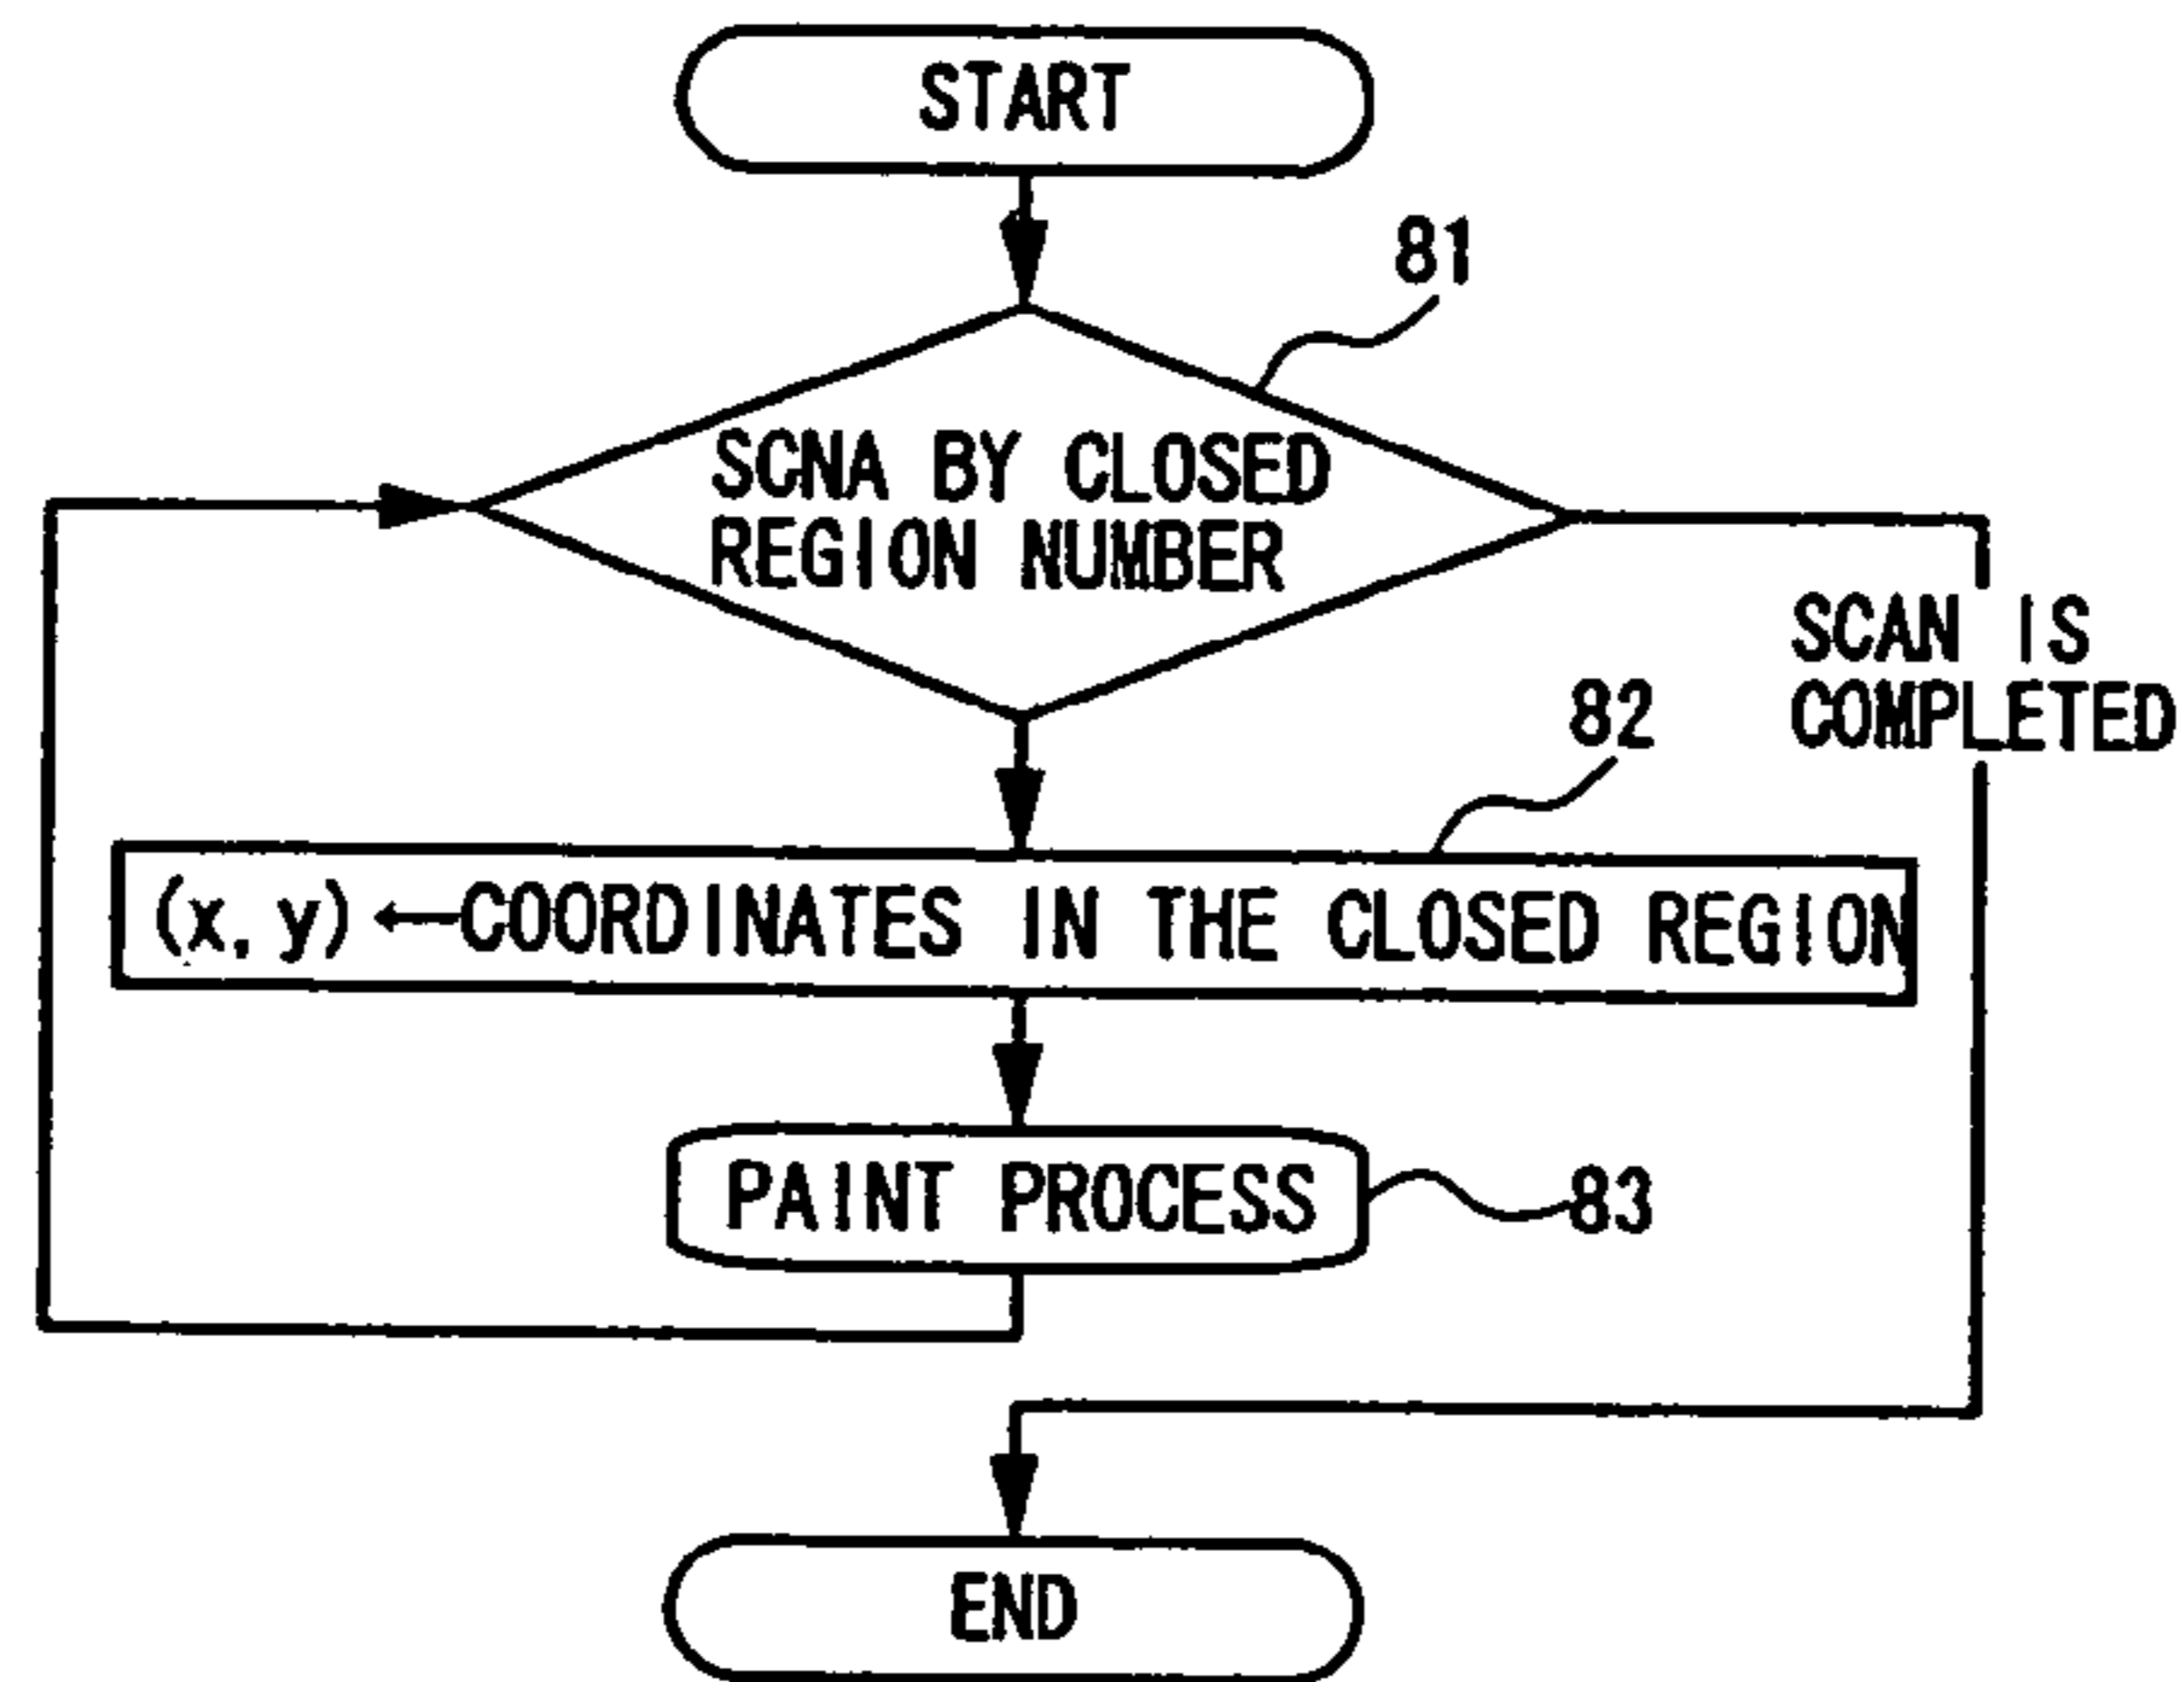 START
81
SCNA BY CLOSED
REGION NUMBER
SCAN IS
COMPLETED
82
(x, y)←COORDINATES IN THE CLOSED REGION
PAINT PROCESS
83
END